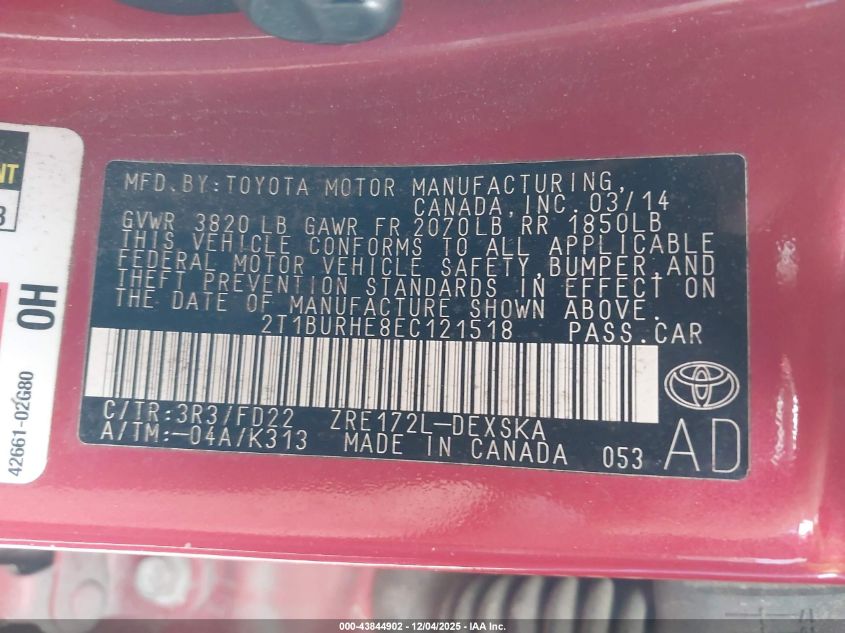 MFD.BY:TOYOTA MOTOR MANUFACTURING,
CANADA,INC.03/14
GVWR 3820 LB GAWR FR 2070LB RR 1850LB
THIS VEHICLE CONFORMS TO ALL APPLICABLE
FEDERAL MOTOR VEHICLE SAFETY,BUMPER,AND
THEFT PREVENTION STANDARDS IN EFFECT ON
THE DATE OF MANUFACTURE SHOWN ABOVE.
2T1BURHE8EC121518 PASS.CAR
C/TR:3R3/FD22 ZRE172L-DEXSKA
A/TM:-04A/K313 MADE IN CANADA 053 AD
OH
42661-02G80
000-43844902 - 12/04/2025 - IAA Inc.